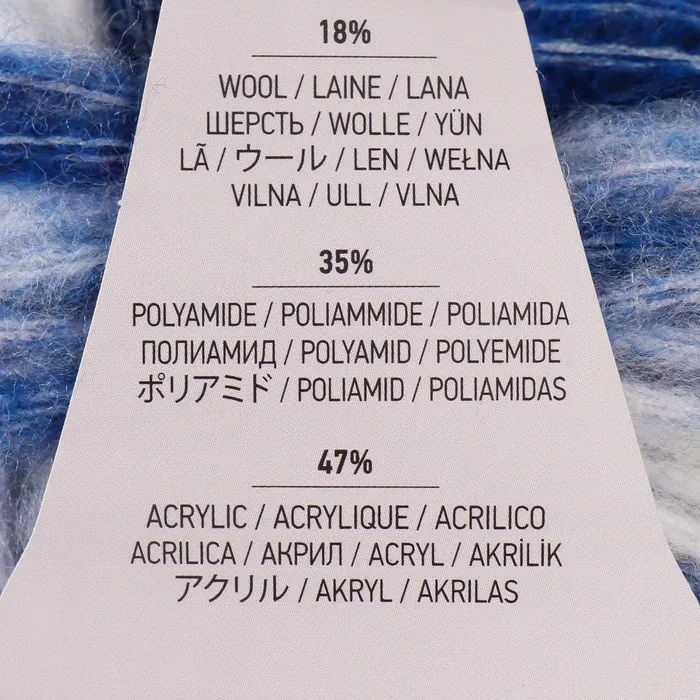 18%
WOOL / LAINE / LANA
ШЕРСТЬ / WOLLE / YÜN
LÃ / ウール / LEN / WEŁNA
VILNA / ULL / VLNA
35%
POLYAMIDE / POLIAMMIDE / POLIAMIDA
ПОЛИАМИД / POLYAMID / POLYEMIDE
ポリアミド / POLIAMID / POLIAMIDAS
47%
ACRYLIC / ACRYLIQUE / ACRILICO
ACRILICA / АКРИЛ / ACRYL / AKRİLİK
アクリル / AKRYL / AKRILAS